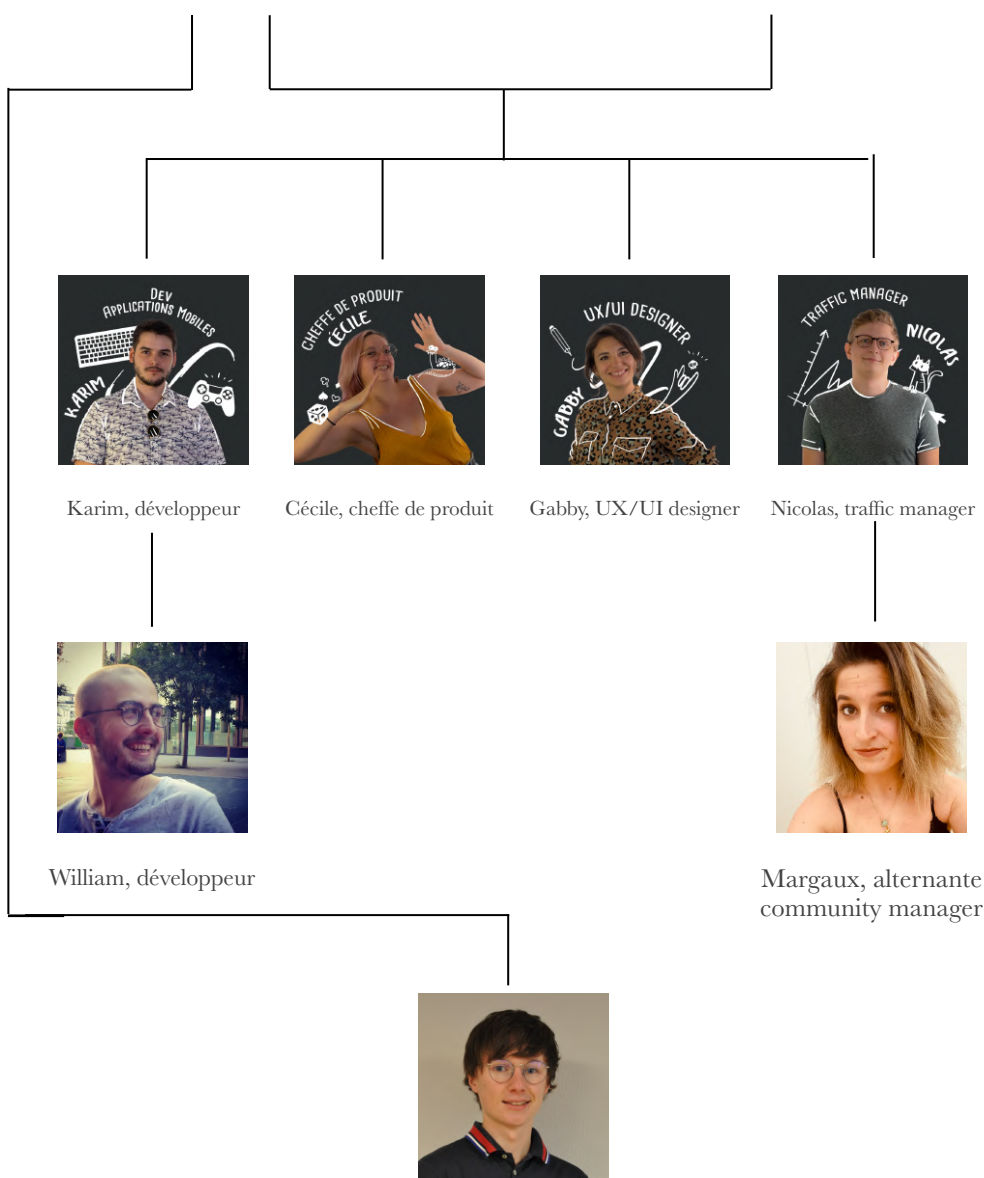 DEV
APPLICATIONS MOBILES
KARIM
CHEFFE DE PRODUIT
CÉCILE
UX/UI DESIGNER
GABBY
TRAFFIC MANAGER
NICOLAS
Karim, développeur
Cécile, cheffe de produit
Gabby, UX/UI designer
Nicolas, traffic manager
William, développeur
Margaux, alternante
community manager